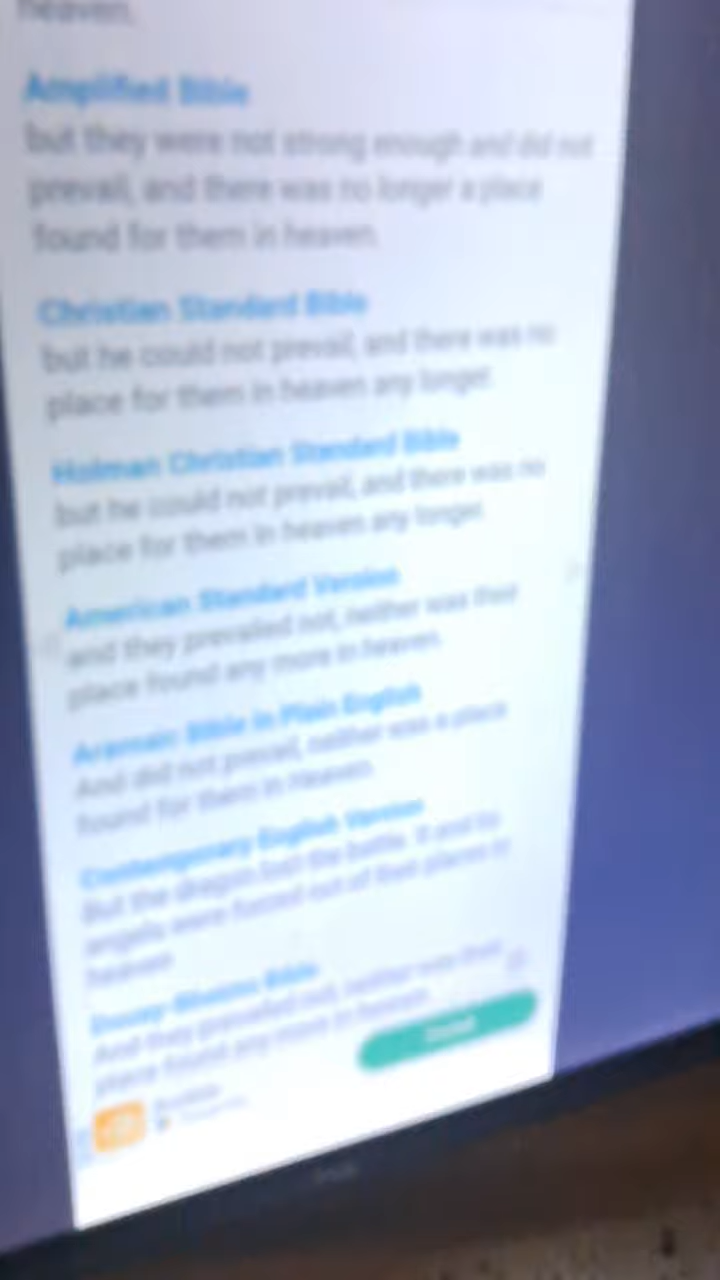 heaven.
Amplified Bible
but they were not strong enough and did not
prevail, and there was no longer a place
found for them in heaven.
Christian Standard Bible
but he could not prevail, and there was no
place for them in heaven any longer.
Holman Christian Standard Bible
but he could not prevail, and there was no
place for them in heaven any longer.
American Standard Version
and they prevailed not, neither was their
place found any more in heaven.
Aramaic Bible in Plain English
And did not prevail, neither was a place
found for them in Heaven.
Contemporary English Version
But the dragon lost the battle. It and its
angels were forced out of their places in
heaven
Douay-Rheims Bible
And they prevailed not, neither was their
place found any more in heaven.